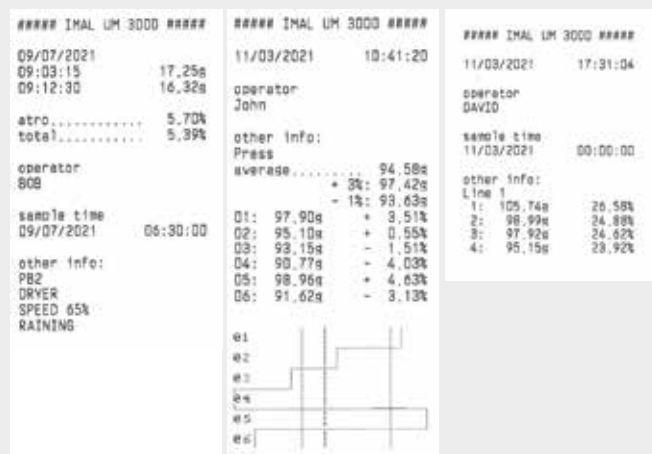 ##### IMAL UM 3000 #####
09/07/2021
09:03:15 17,25g
09:12:30 16,32g
atro............ 5,70%
total........... 5,39%
operator
BOB
sample time
09/07/2021 06:30:00
other info:
PB2
DRYER
SPEED 65%
RAINING
##### IMAL UM 3000 #####
11/03/2021 10:41:20
operator
John
other info:
Press
average......... 94,58g
+ 3%: 97,42g
- 1%: 93,63g
01: 97,90g + 3,51%
02: 95,10g + 0,55%
03: 93,15g - 1,51%
04: 90,77g - 4,03%
05: 98,96g + 4,63%
06: 91,62g - 3,13%
01
02
03
04
05
06
##### IMAL UM 3000 #####
11/03/2021 17:31:04
operator
DAVID
sample time
11/03/2021 00:00:00
other info:
Line 1
1: 105,74g 26,58%
2: 98,99g 24,88%
3: 97,92g 24,62%
4: 95,15g 23,92%